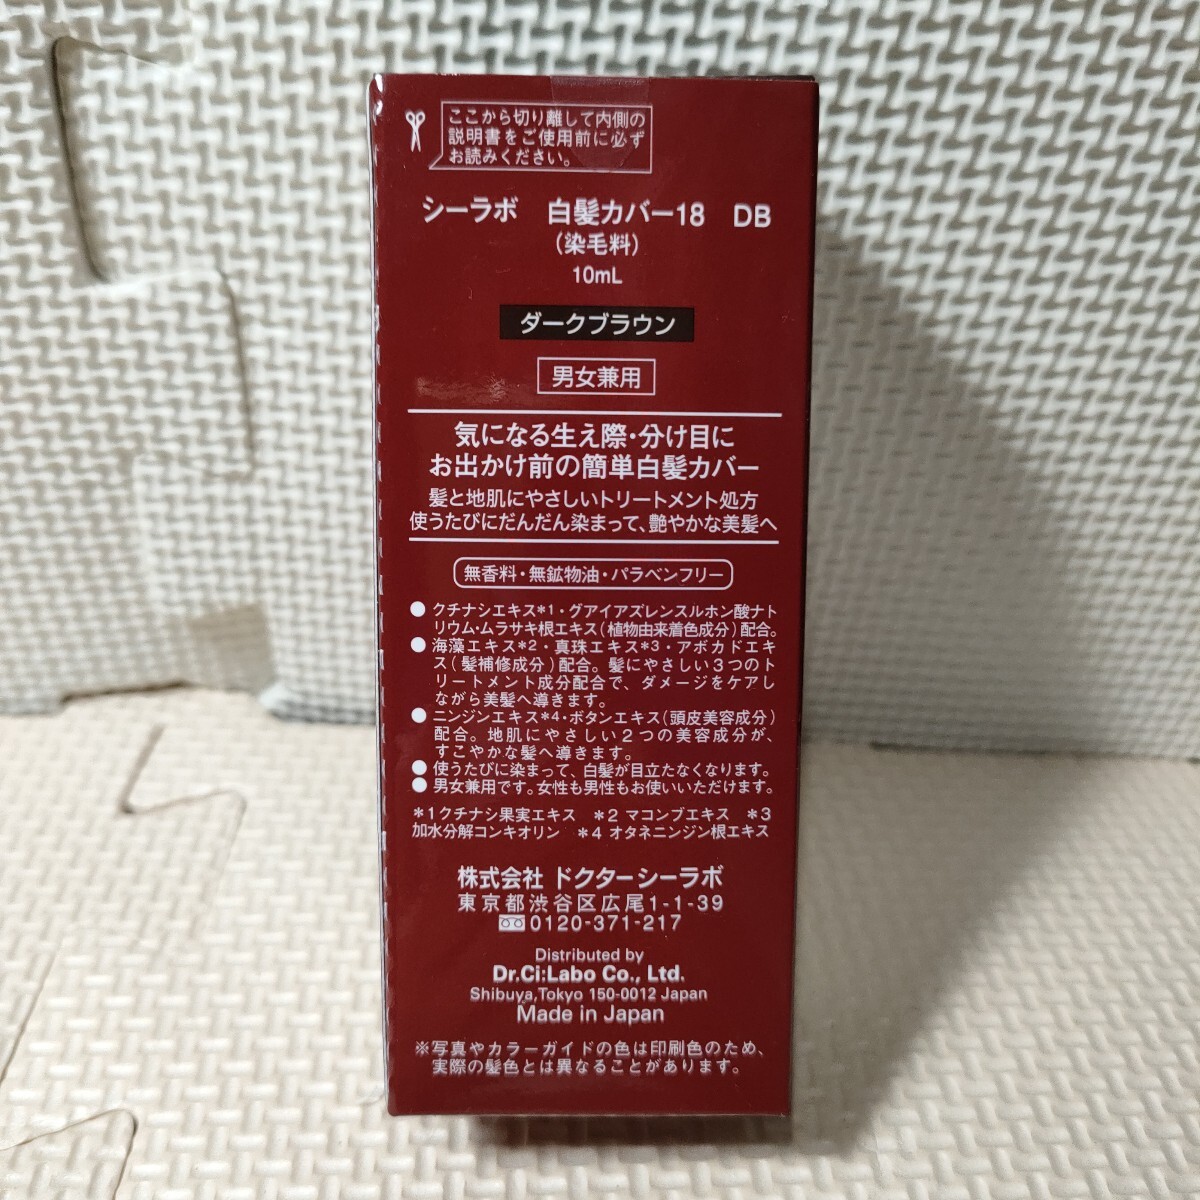 ここから切り離して内側の
説明書をご使用前に必ず
お読みください。
シーラボ 白髪カバー18 DB
(染毛料)
10mL
ダークブラウン
男女兼用
気になる生え際・分け目に
お出かけ前の簡単白髪カバー
髪と地肌にやさしいトリートメント処方
使うたびにだんだん染まって、艶やかな美髪へ
無香料・無鉱物油・パラベンフリー
●クチナシエキス*1・グアイアズレンスルホン酸ナト
リウム・ムラサキ根エキス(植物由来着色成分)配合。
●海藻エキス*2・真珠エキス*3・アボカドエキ
ス(髪補修成分)配合。髪にやさしい3つのト
リートメント成分配合で、ダメージをケアし
ながら美髪へ導きます。
●ニンジンエキス*4・ボタンエキス(頭皮美容成分)
配合。地肌にやさしい2つの美容成分が、
すこやかな髪へ導きます。
●使うたびに染まって、白髪が目立たなくなります。
●男女兼用です。女性も男性もお使いいただけます。
*1クチナシ果実エキス *2 マコンブエキス *3
加水分解コンキオリン *4 オタネニンジン根エキス
株式会社 ドクターシーラボ
東京都渋谷区広尾1-1-39
0120-371-217
Distributed by
Dr.Ci:Labo Co., Ltd.
Shibuya,Tokyo 150-0012 Japan
Made in Japan
※写真やカラーガイドの色は印刷色のため、
実際の髪色とは異なることがあります。